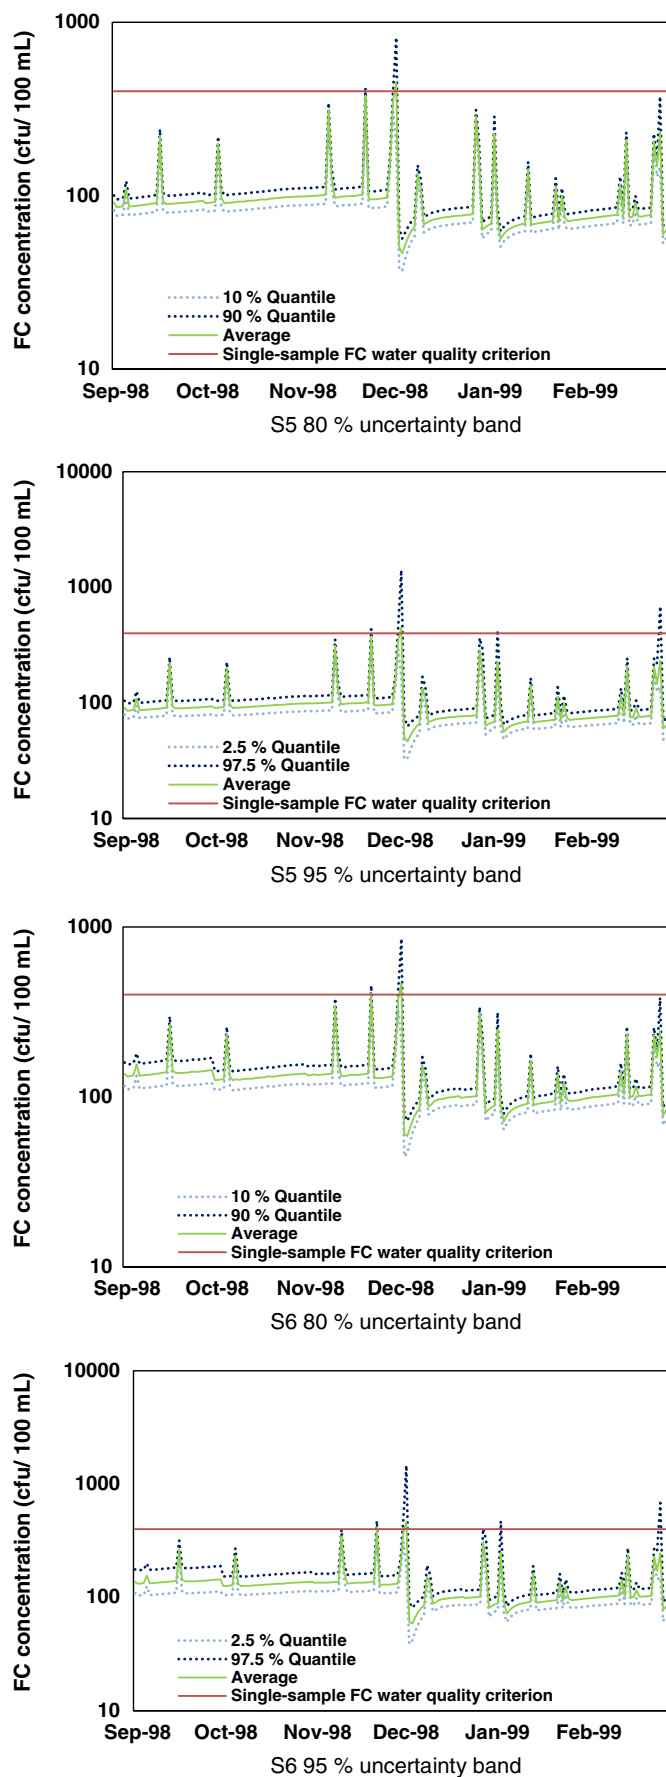 FC concentration (cfu/ 100 mL)
1000
100
10
10 % Quantile
90 % Quantile
Average
Single-sample FC water quality criterion
Sep-98 Oct-98 Nov-98 Dec-98 Jan-99 Feb-99
S5 80 % uncertainty band
FC concentration (cfu/ 100 mL)
10000
1000
100
10
2.5 % Quantile
97.5 % Quantile
Average
Single-sample FC water quality criterion
Sep-98 Oct-98 Nov-98 Dec-98 Jan-99 Feb-99
S5 95 % uncertainty band
FC concentration (cfu/ 100 mL)
1000
100
10
10 % Quantile
90 % Quantile
Average
Single-sample FC water quality criterion
Sep-98 Oct-98 Nov-98 Dec-98 Jan-99 Feb-99
S6 80 % uncertainty band
FC concentration (cfu/ 100 mL)
10000
1000
100
10
2.5 % Quantile
97.5 % Quantile
Average
Single-sample FC water quality criterion
Sep-98 Oct-98 Nov-98 Dec-98 Jan-99 Feb-99
S6 95 % uncertainty band